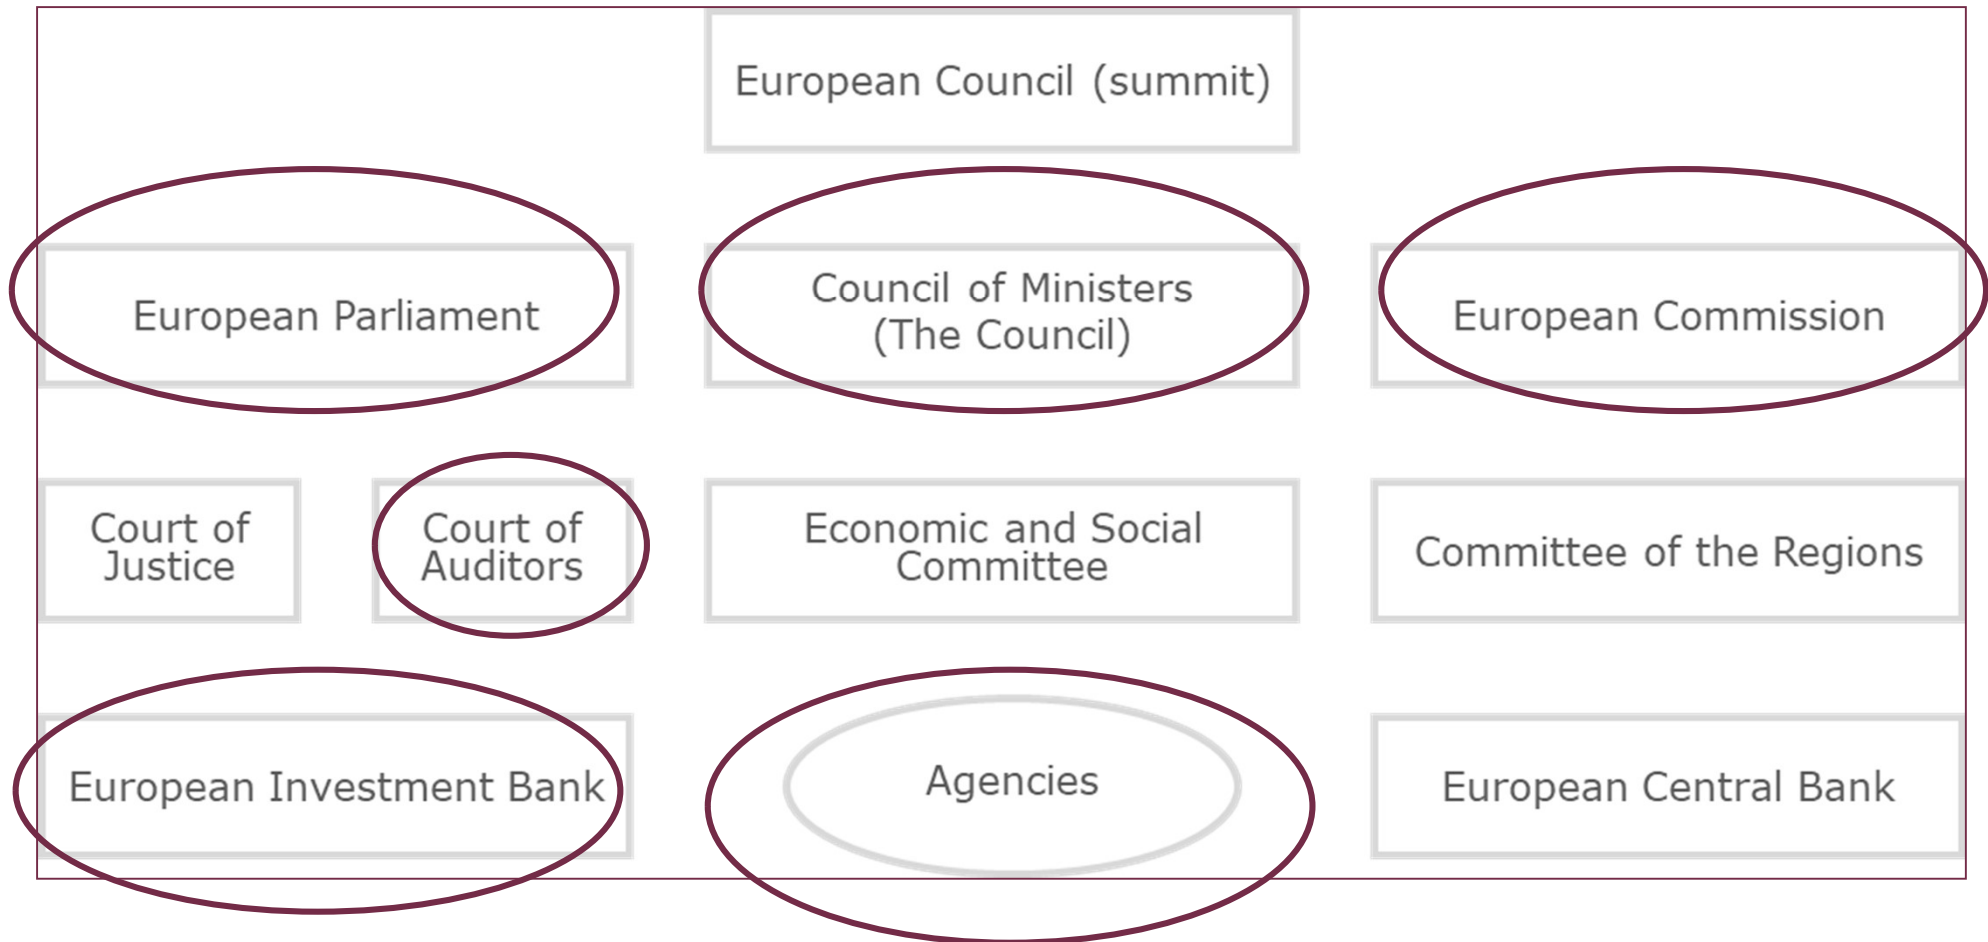 European Council (summit)
European Parliament
Council of Ministers
(The Council)
European Commission
Court of
Justice
Court of
Auditors
Economic and Social
Committee
Committee of the Regions
European Investment Bank
Agencies
European Central Bank